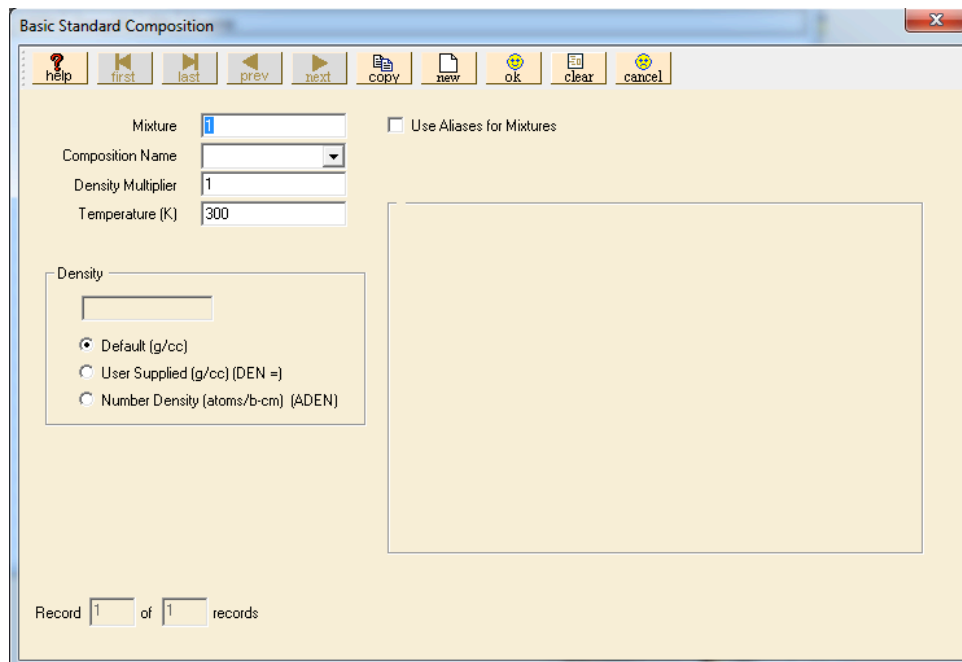 Basic Standard Composition
help first last prev next copy new ok clear cancel
Mixture 1
Use Aliases for Mixtures
Composition Name
Density Multiplier 1
Temperature (K) 300
Density
Default (g/cc)
User Supplied (g/cc) (DEN =)
Number Density (atoms/b-cm) (ADEN)
Record 1 of 1 records